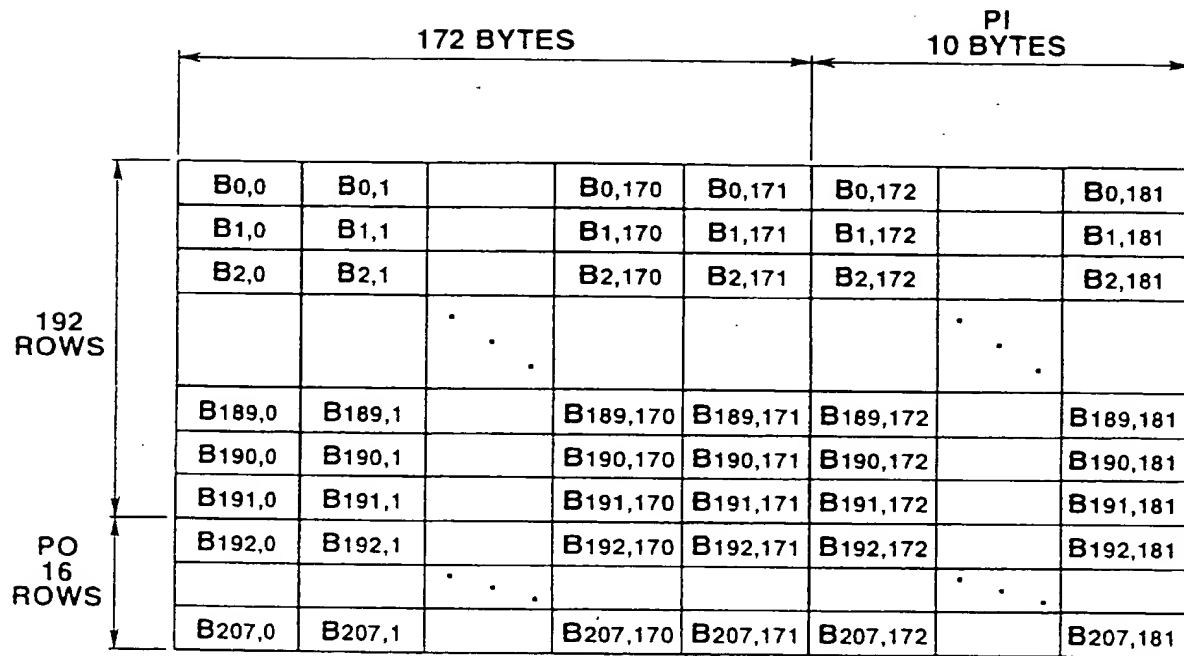 172 BYTES
PI
10 BYTES
B0,0 B0,1 B0,170 B0,171 B0,172 B0,181
B1,0 B1,1 B1,170 B1,171 B1,172 B1,181
B2,0 B2,1 B2,170 B2,171 B2,172 B2,181
192
ROWS
B189,0 B189,1 B189,170 B189,171 B189,172 B189,181
B190,0 B190,1 B190,170 B190,171 B190,172 B190,181
B191,0 B191,1 B191,170 B191,171 B191,172 B191,181
PO
16
ROWS
B192,0 B192,1 B192,170 B192,171 B192,172 B192,181
B207,0 B207,1 B207,170 B207,171 B207,172 B207,181